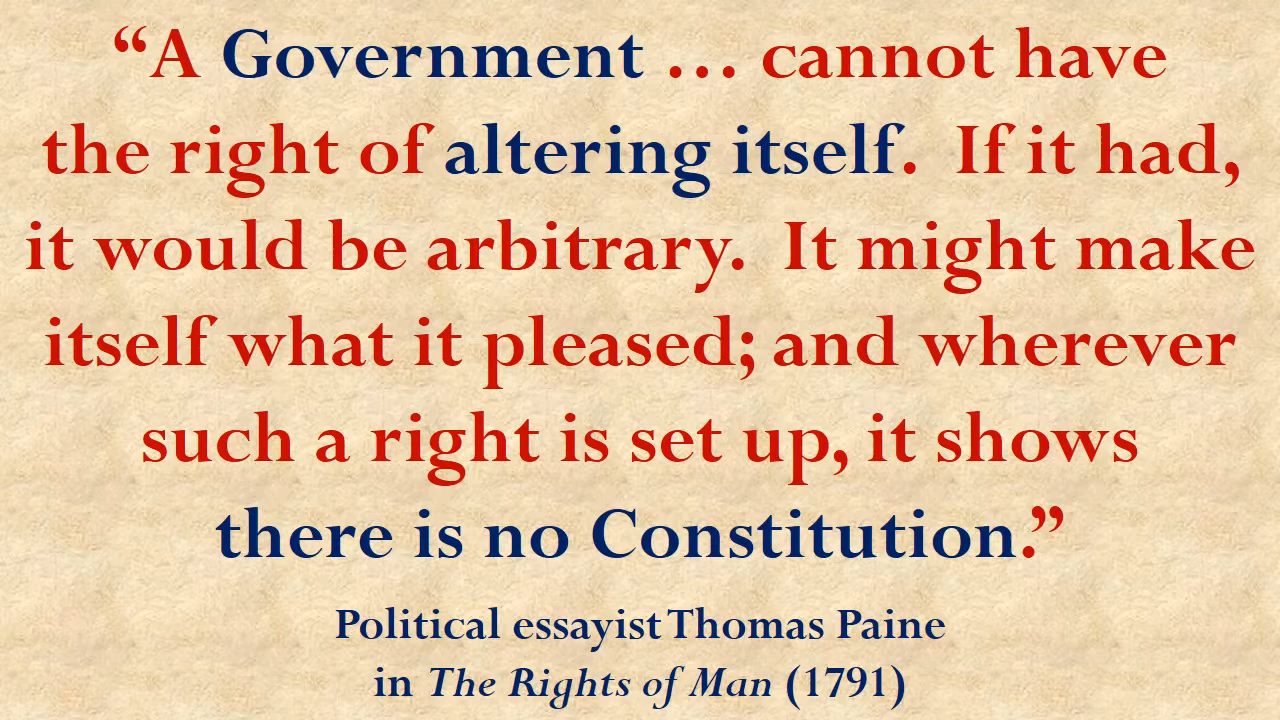 “A Government … cannot have
the right of altering itself.  If it had,
it would be arbitrary.  It might make
itself what it pleased; and wherever
such a right is set up, it shows
there is no Constitution.”
Political essayist Thomas Paine
in The Rights of Man (1791)